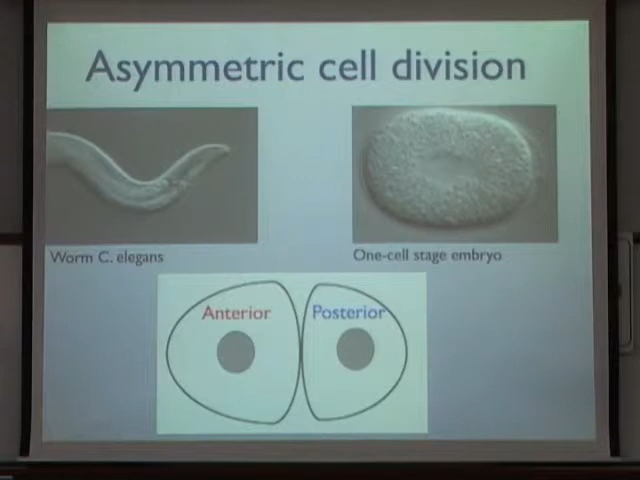 Asymmetric cell division
Worm C. elegans
One-cell stage embryo
Anterior
Posterior